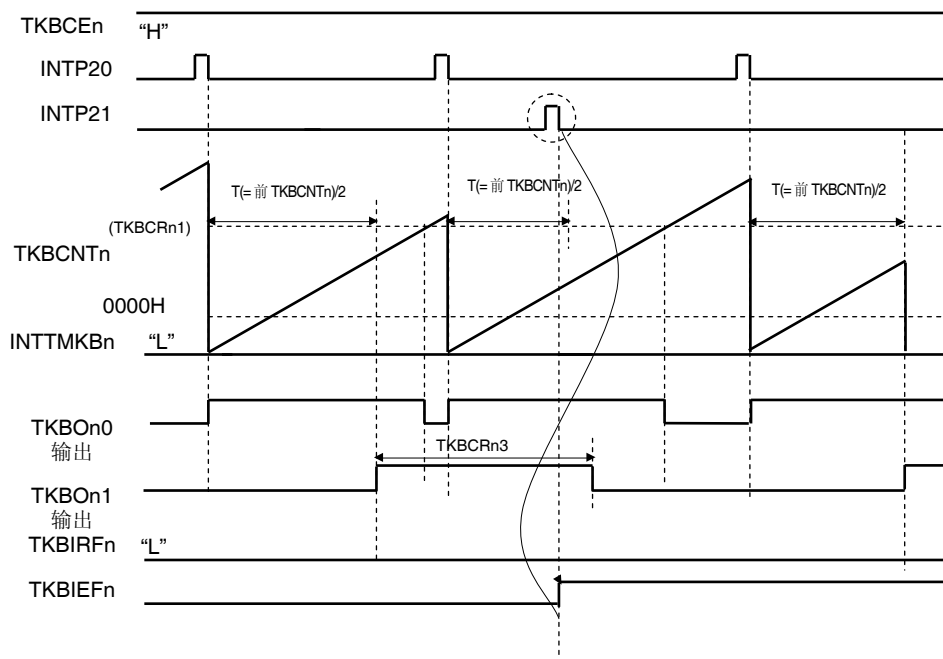 TKBCEn “H”
INTP20
INTP21
T(= 前 TKBCNTn)/2 T(= 前 TKBCNTn)/2 T(= 前 TKBCNTn)/2
(TKBCRn1)
TKBCNTn
0000H
INTTMKBn “L”
TKBOn0
输出
TKBCRn3
TKBOn1
输出
TKBIRFn “L”
TKBIEFn